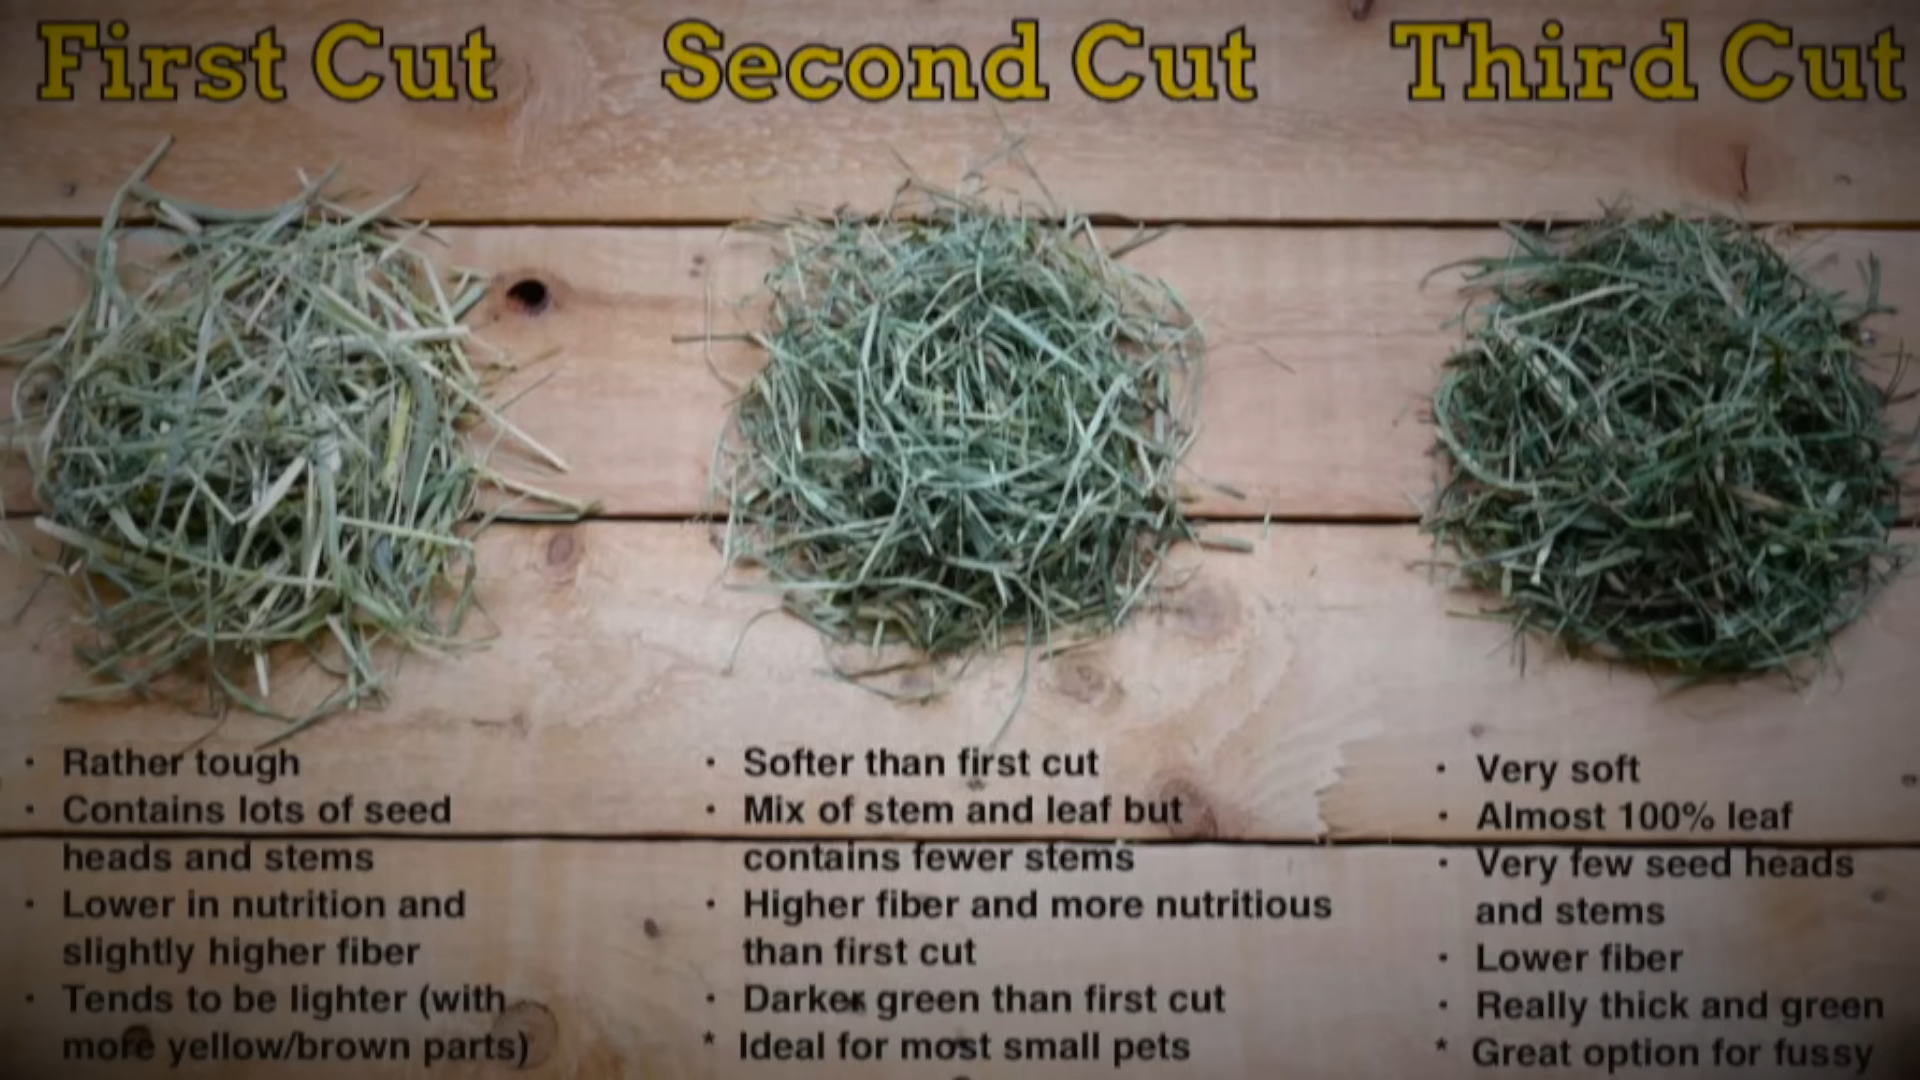 First Cut
Second Cut
Third Cut
· Rather tough
· Contains lots of seed
heads and stems
· Lower in nutrition and
slightly higher fiber
· Tends to be lighter (with
more yellow/brown parts)
· Softer than first cut
· Mix of stem and leaf but
contains fewer stems
· Higher fiber and more nutritious
than first cut
· Darker green than first cut
* Ideal for most small pets
· Very soft
· Almost 100% leaf
· Very few seed heads
and stems
· Lower fiber
· Really thick and green
* Great option for fussy